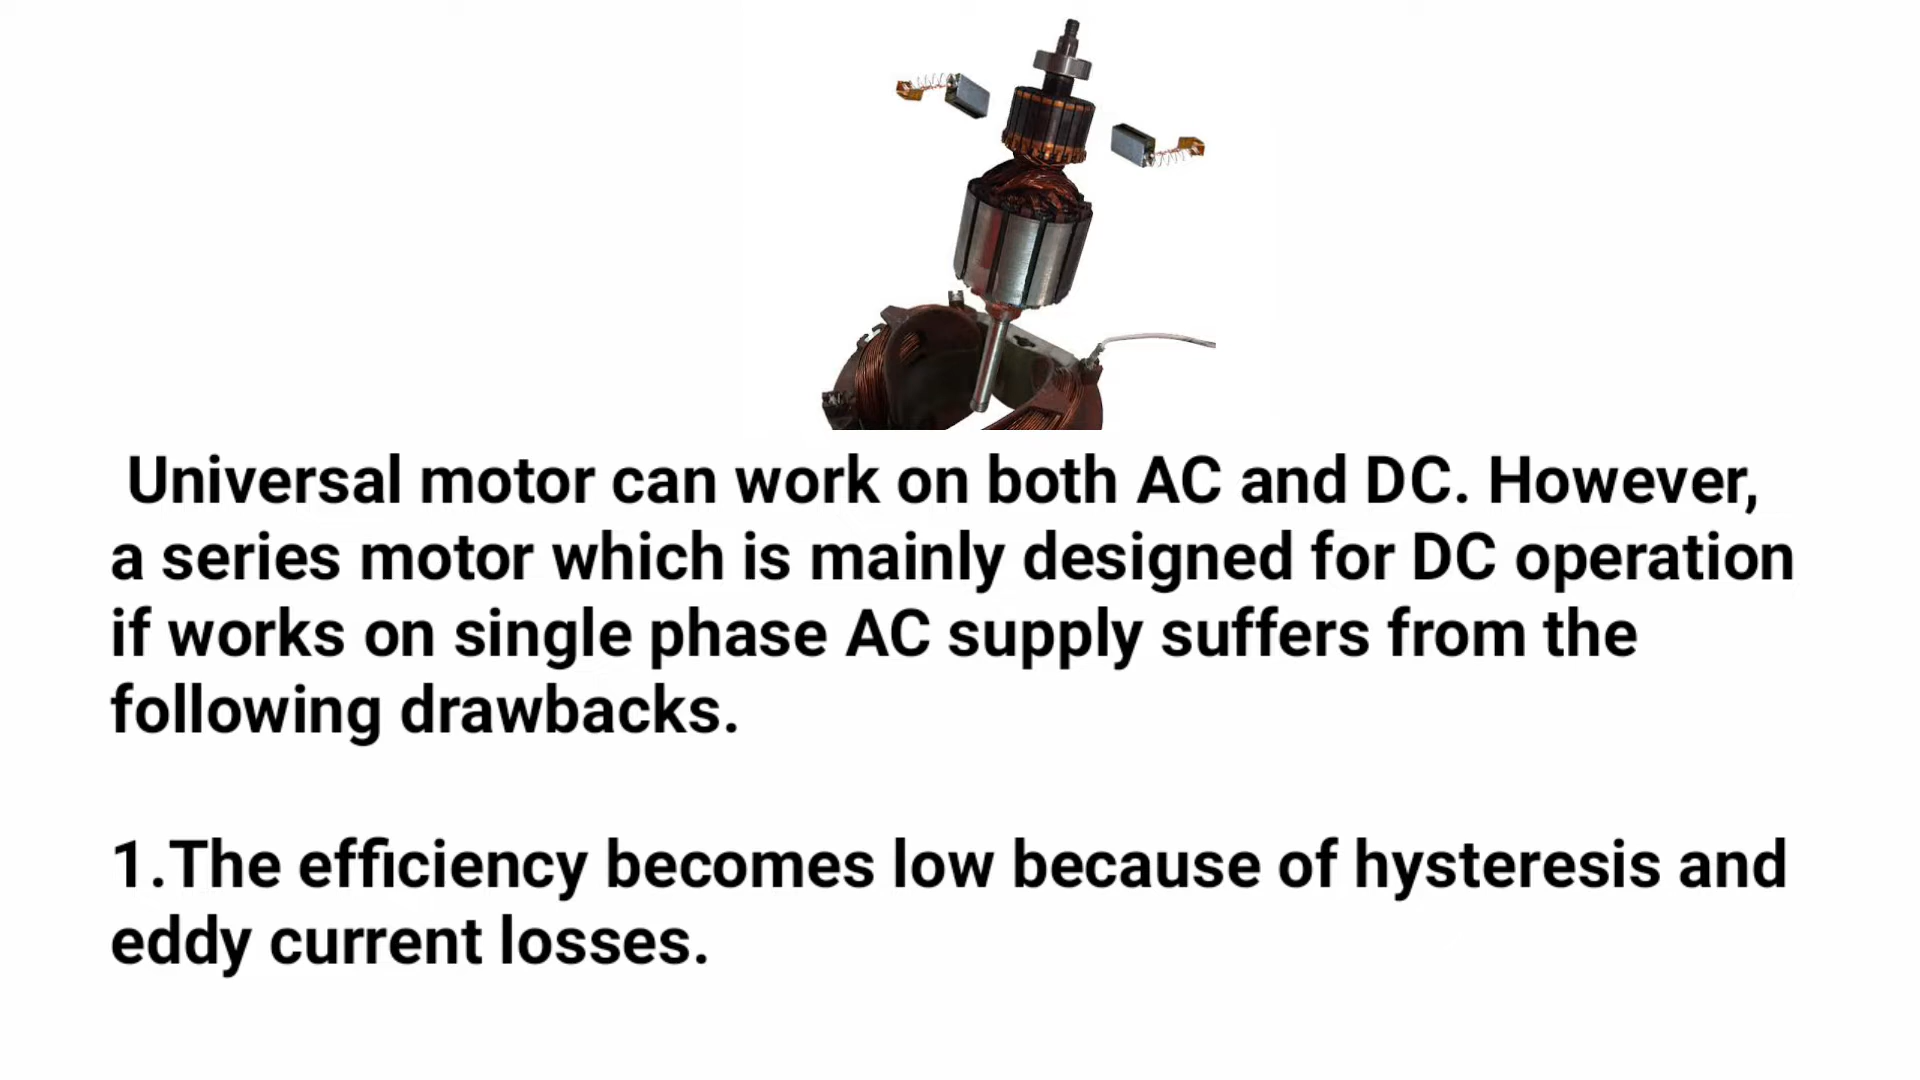 Universal motor can work on both AC and DC. However,
a series motor which is mainly designed for DC operation
if works on single phase AC supply suffers from the
following drawbacks.
1.The efficiency becomes low because of hysteresis and
eddy current losses.